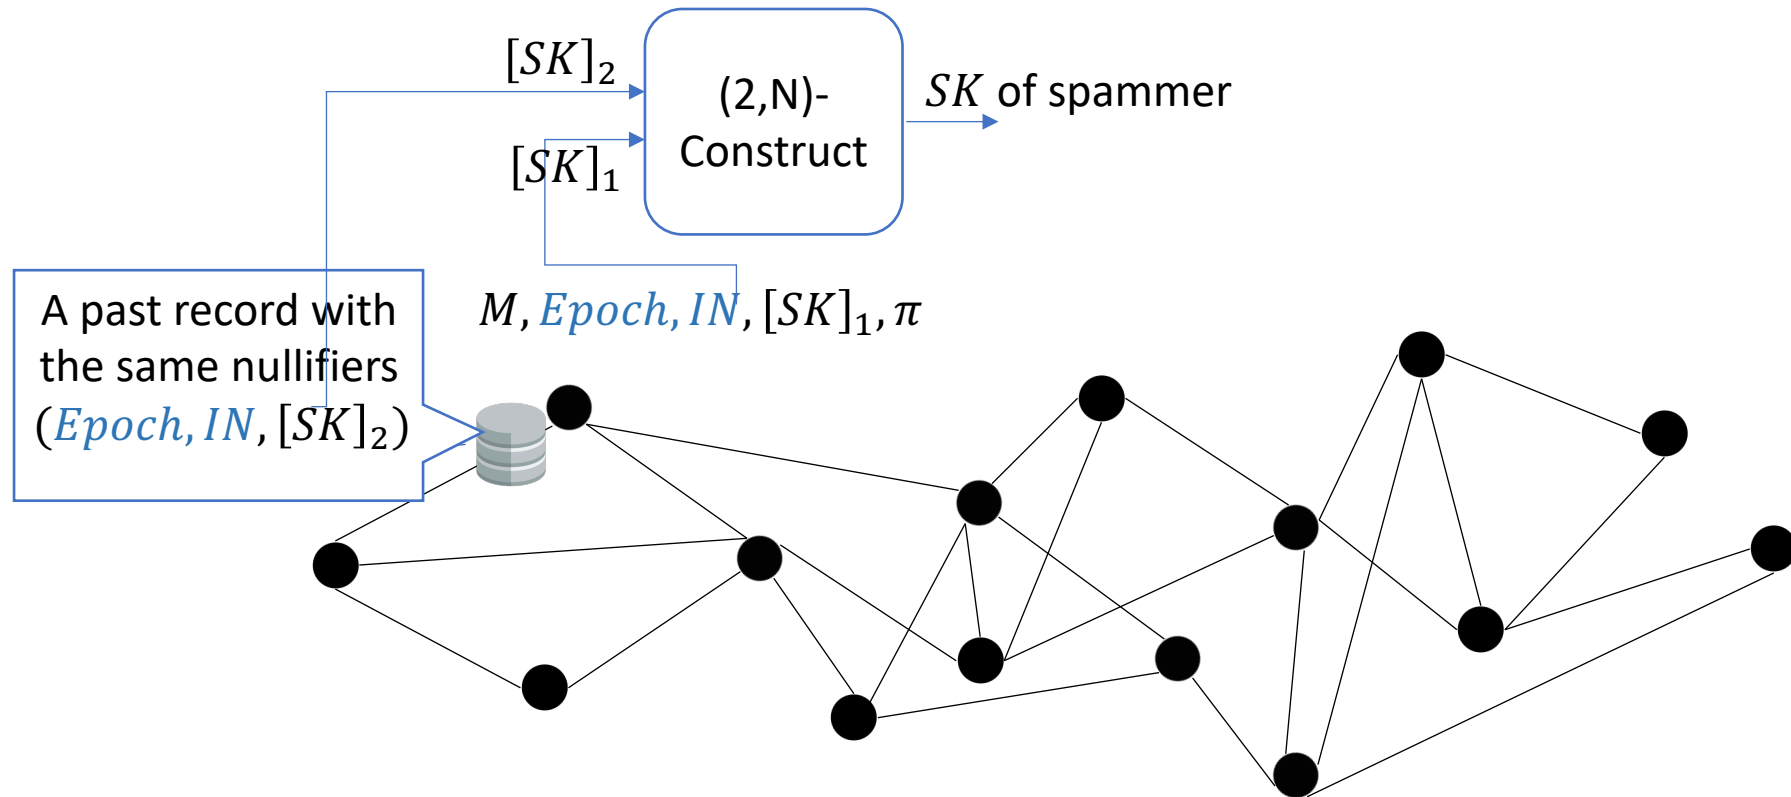 [SK]₂
(2,N)-
Construct
SK of spammer
[SK]₁
A past record with
the same nullifiers
(Epoch, IN, [SK]₂)
M, Epoch, IN, [SK]₁, π